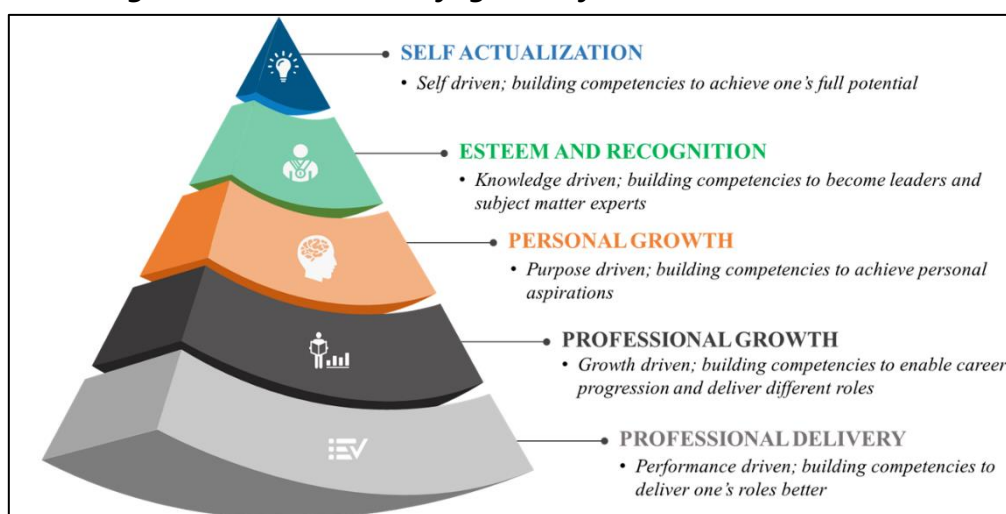 SELF ACTUALIZATION
• Self driven; building competencies to achieve one's full potential
ESTEEM AND RECOGNITION
• Knowledge driven; building competencies to become leaders and
subject matter experts
PERSONAL GROWTH
• Purpose driven; building competencies to achieve personal
aspirations
PROFESSIONAL GROWTH
• Growth driven; building competencies to enable career
progression and deliver different roles
PROFESSIONAL DELIVERY
• Performance driven; building competencies to
deliver one's roles better